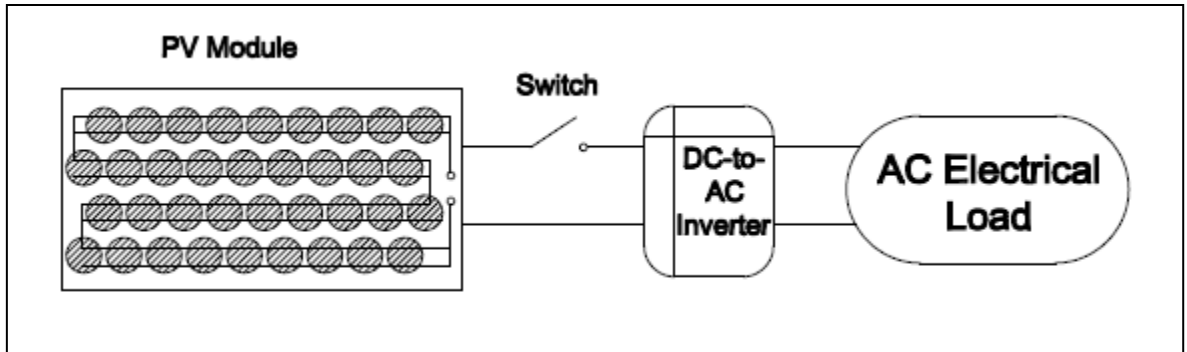 PV Module
Switch
DC-to-
AC
Inverter
AC Electrical
Load